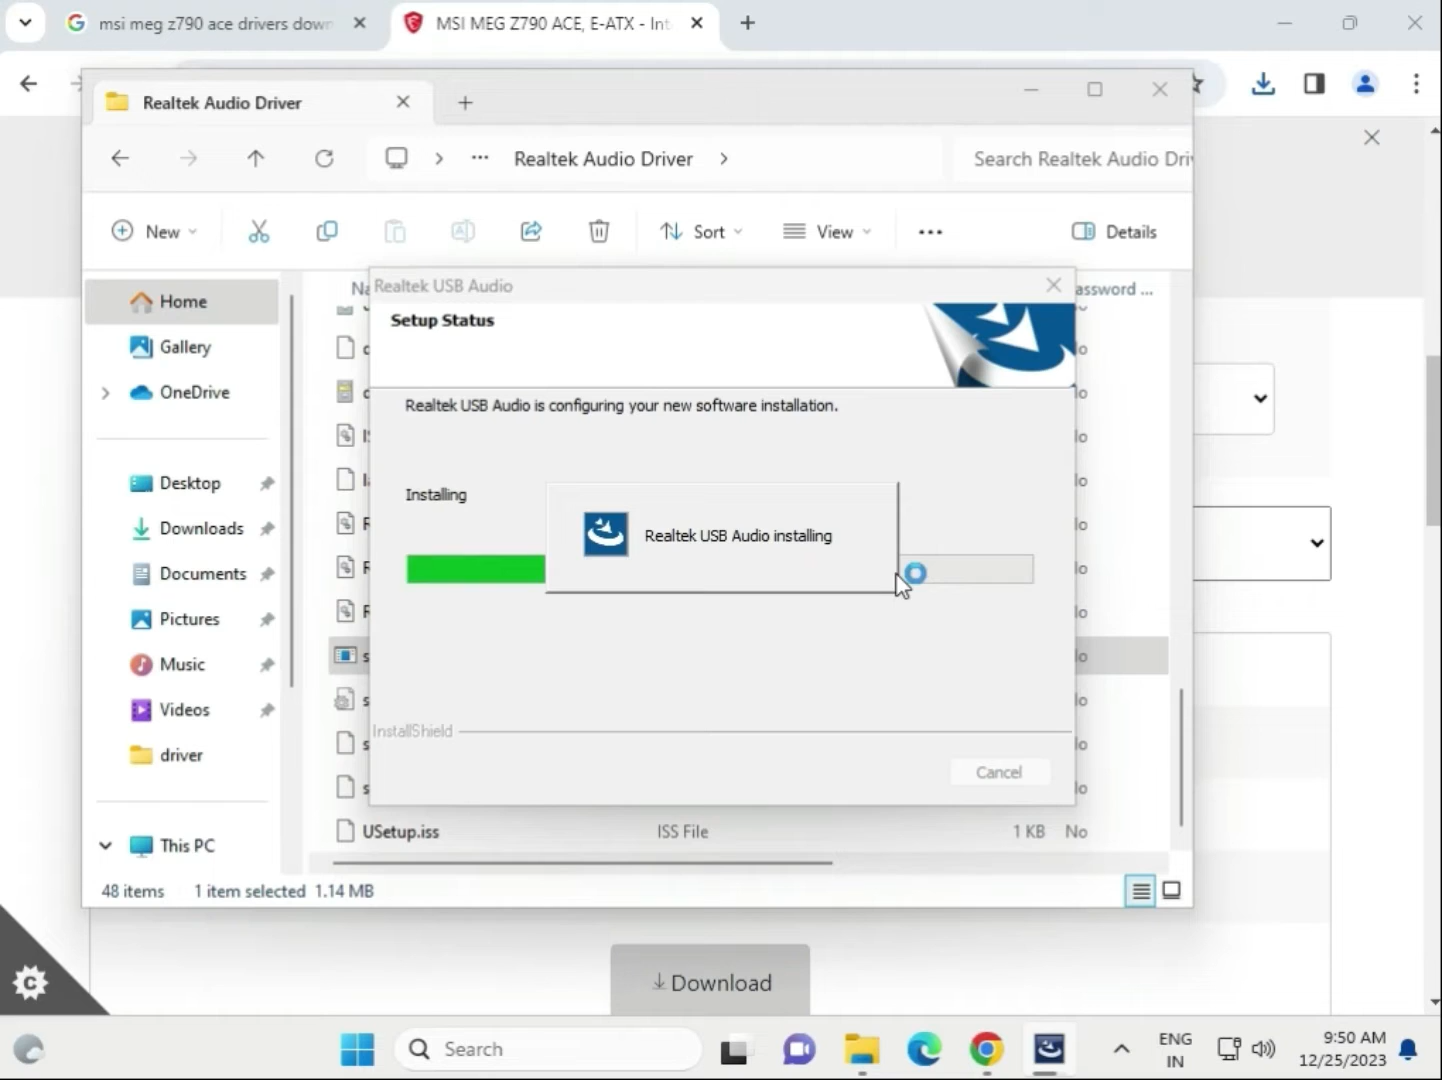 msi meg z790 ace drivers down
MSI MEG Z790 ACE, E-ATX - Int
Realtek Audio Driver
Realtek Audio Driver
Search Realtek Audio Driv
New
Sort
View
Details
Home
Gallery
OneDrive
Desktop
Downloads
Documents
Pictures
Music
Videos
driver
This PC
Na
assword ...
Realtek USB Audio
Setup Status
Realtek USB Audio is configuring your new software installation.
Installing
Realtek USB Audio installing
InstallShield
Cancel
USetup.iss ISS File 1 KB No
48 items 1 item selected 1.14 MB
Download
Search
ENG
IN
9:50 AM
12/25/2023